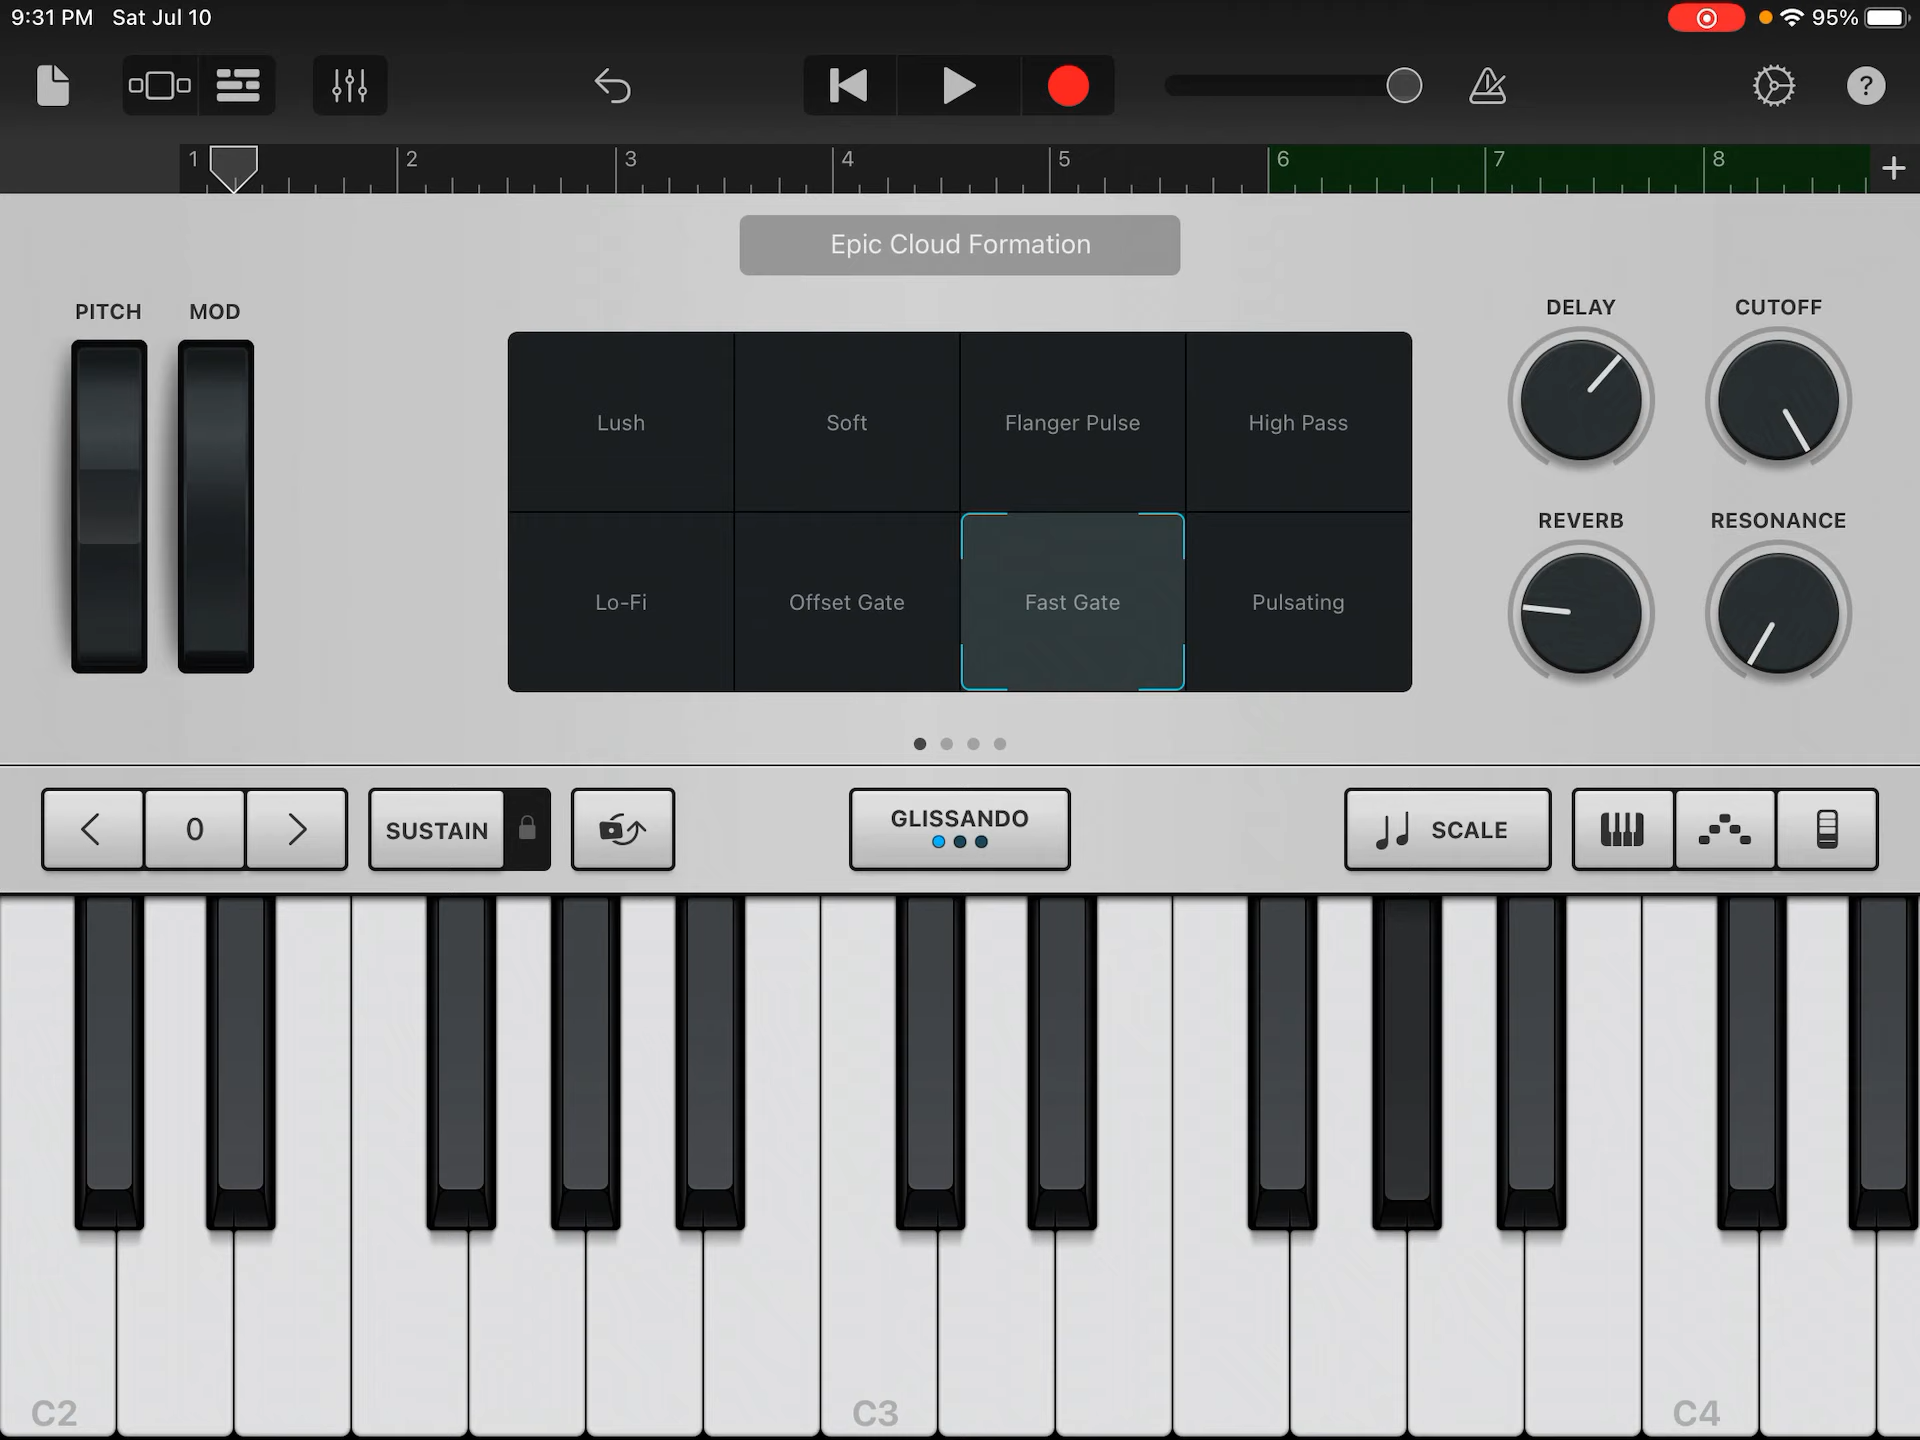 9:31 PM Sat Jul 10 95%
?
1 2 3 4 5 6 7 8 +
Epic Cloud Formation
PITCH MOD
DELAY CUTOFF
Lush Soft Flanger Pulse High Pass
REVERB RESONANCE
Lo-Fi Offset Gate Fast Gate Pulsating
0 SUSTAIN GLISSANDO SCALE
C2 C3 C4